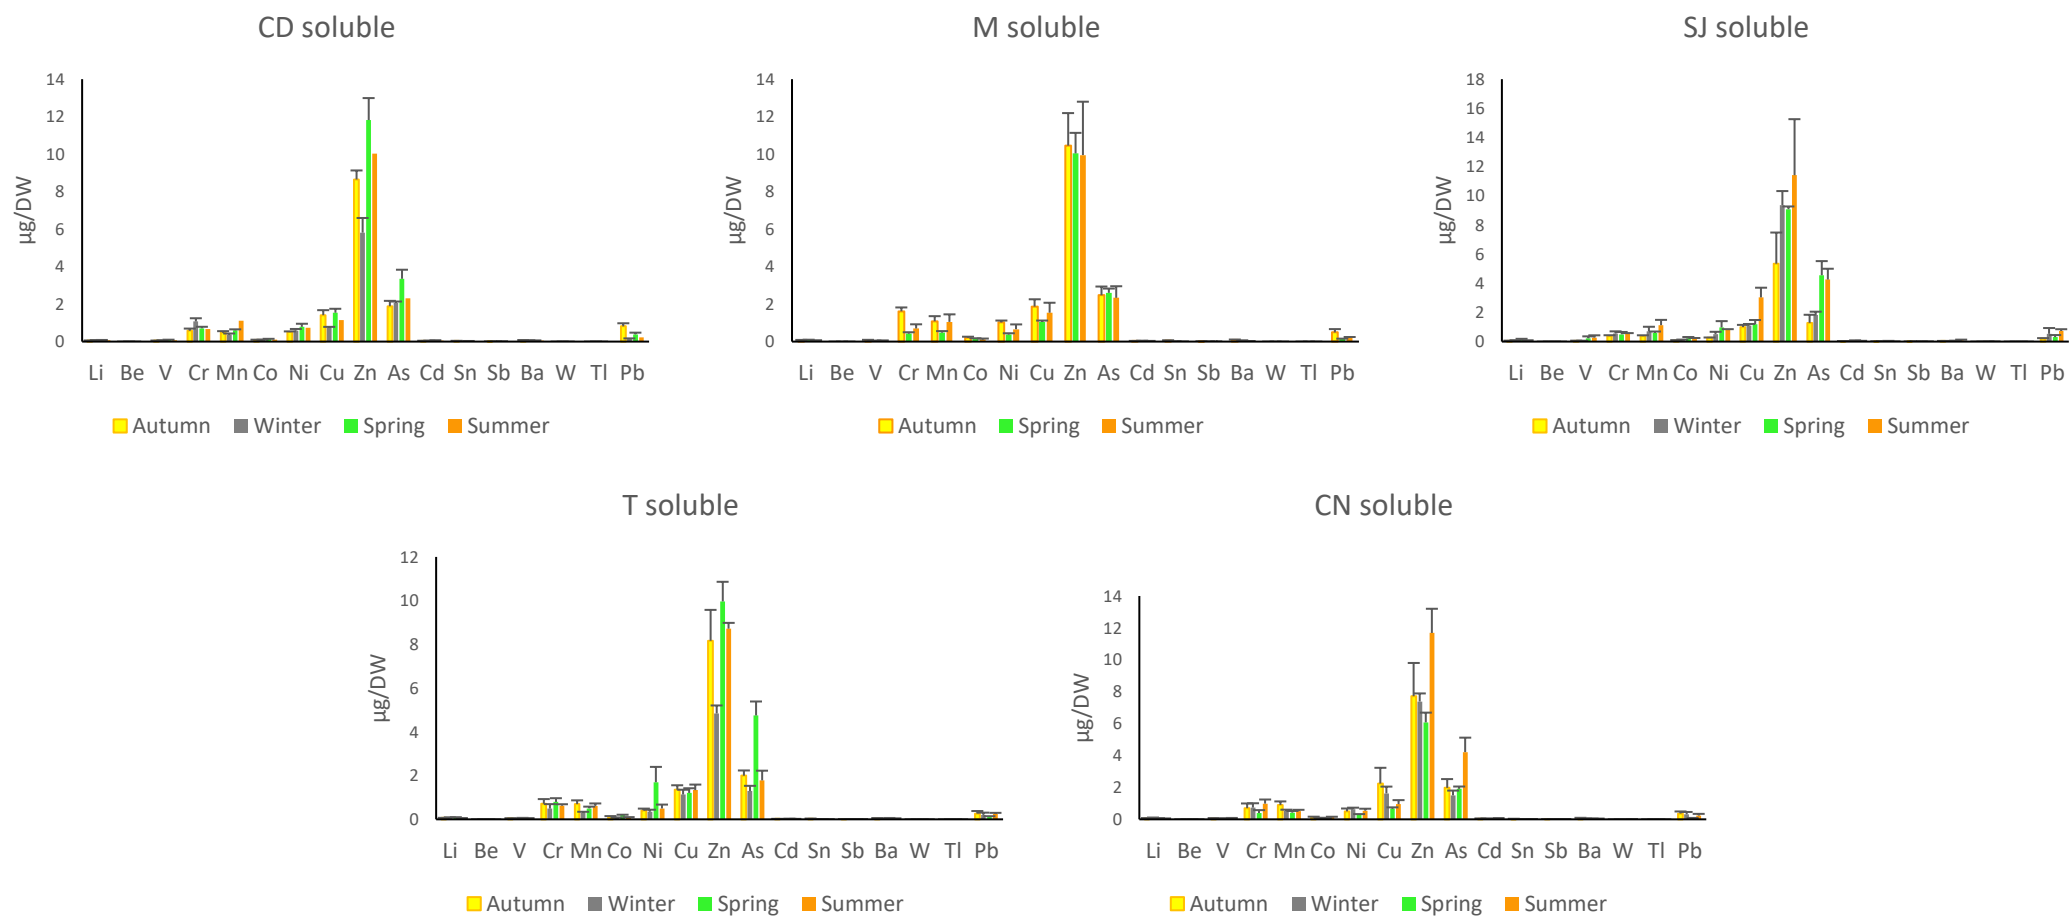 CD soluble
14
12
10
8
6
4
2
0
µg/DW
Li Be V Cr Mn Co Ni Cu Zn As Cd Sn Sb Ba W Tl Pb
Autumn Winter Spring Summer
M soluble
14
12
10
8
6
4
2
0
µg/DW
Li Be V Cr Mn Co Ni Cu Zn As Cd Sn Sb Ba W Tl Pb
Autumn Spring Summer
SJ soluble
18
16
14
12
10
8
6
4
2
0
µg/DW
Li Be V Cr Mn Co Ni Cu Zn As Cd Sn Sb Ba W Tl Pb
Autumn Winter Spring Summer
T soluble
12
10
8
6
4
2
0
µg/DW
Li Be V Cr Mn Co Ni Cu Zn As Cd Sn Sb Ba W Tl Pb
Autumn Winter Spring Summer
CN soluble
14
12
10
8
6
4
2
0
µg/DW
Li Be V Cr Mn Co Ni Cu Zn As Cd Sn Sb Ba W Tl Pb
Autumn Winter Spring Summer